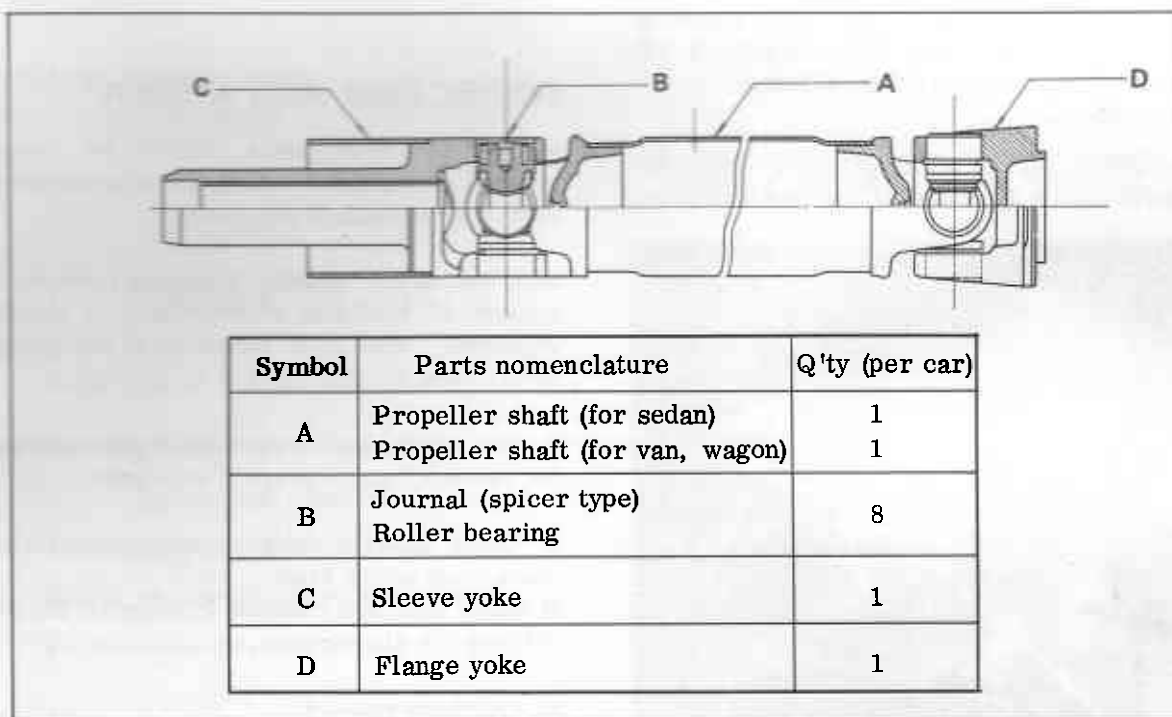 C B A D
Symbol Parts nomenclature Q'ty (per car)
A Propeller shaft (for sedan) 1
Propeller shaft (for van, wagon) 1
B Journal (spicer type) 8
Roller bearing
C Sleeve yoke 1
D Flange yoke 1